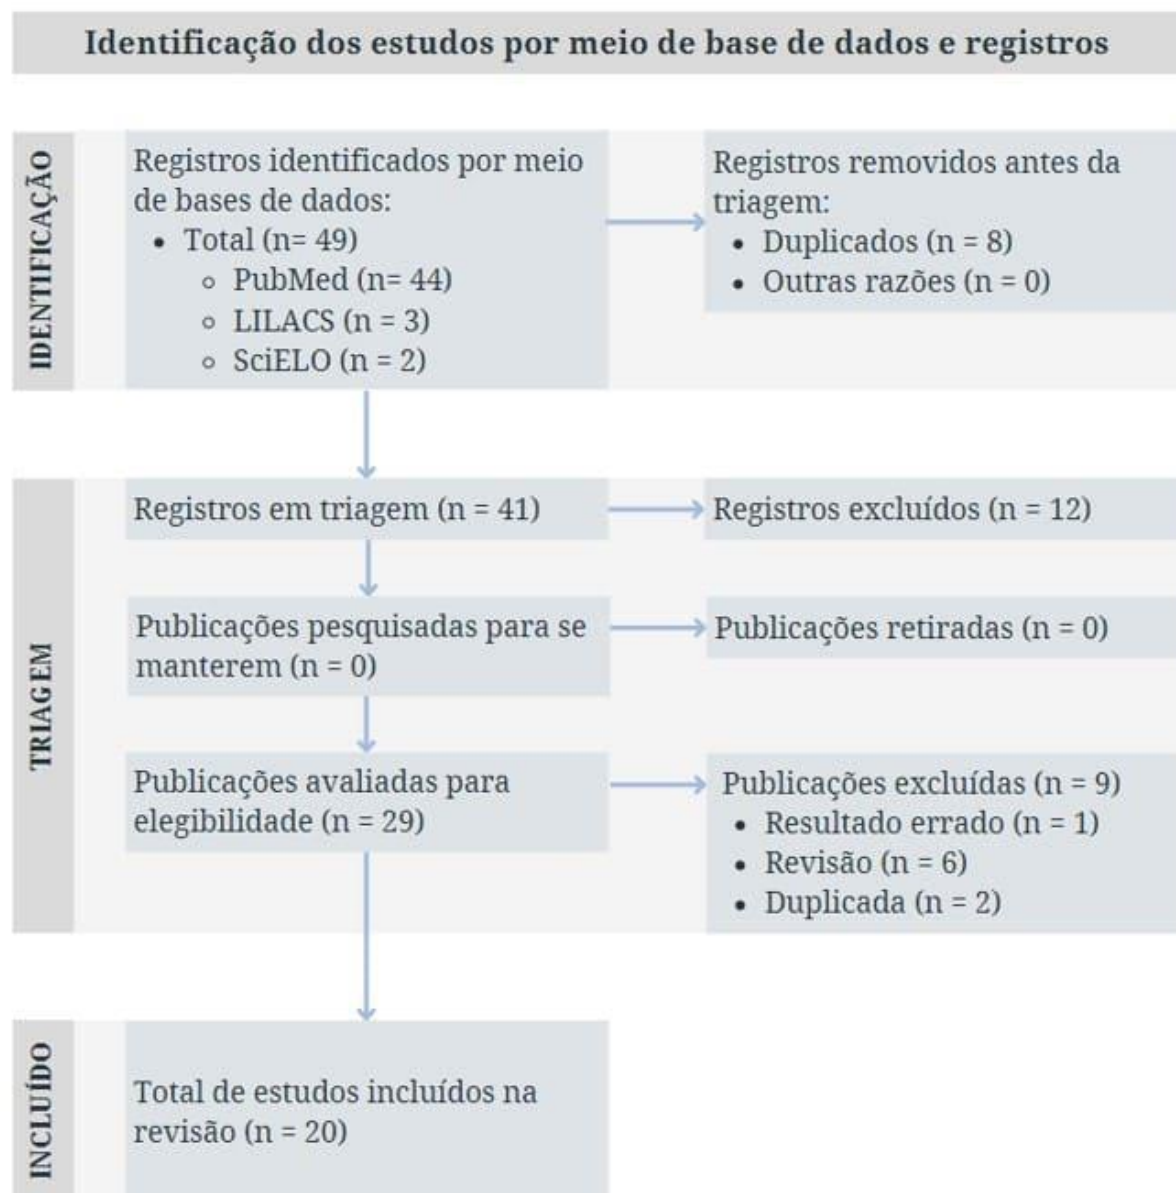 Identificação dos estudos por meio de base de dados e registros
IDENTIFICAÇÃO
Registros identificados por meio
de bases de dados:
• Total (n= 49)
◦ PubMed (n= 44)
◦ LILACS (n = 3)
◦ SciELO (n = 2)
Registros removidos antes da
triagem:
• Duplicados (n = 8)
• Outras razões (n = 0)
TRIAGEM
Registros em triagem (n = 41)
Registros excluídos (n = 12)
Publicações pesquisadas para se
manterem (n = 0)
Publicações retiradas (n = 0)
Publicações avaliadas para
elegibilidade (n = 29)
Publicações excluídas (n = 9)
• Resultado errado (n = 1)
• Revisão (n = 6)
• Duplicada (n = 2)
INCLUÍDO
Total de estudos incluídos na
revisão (n = 20)